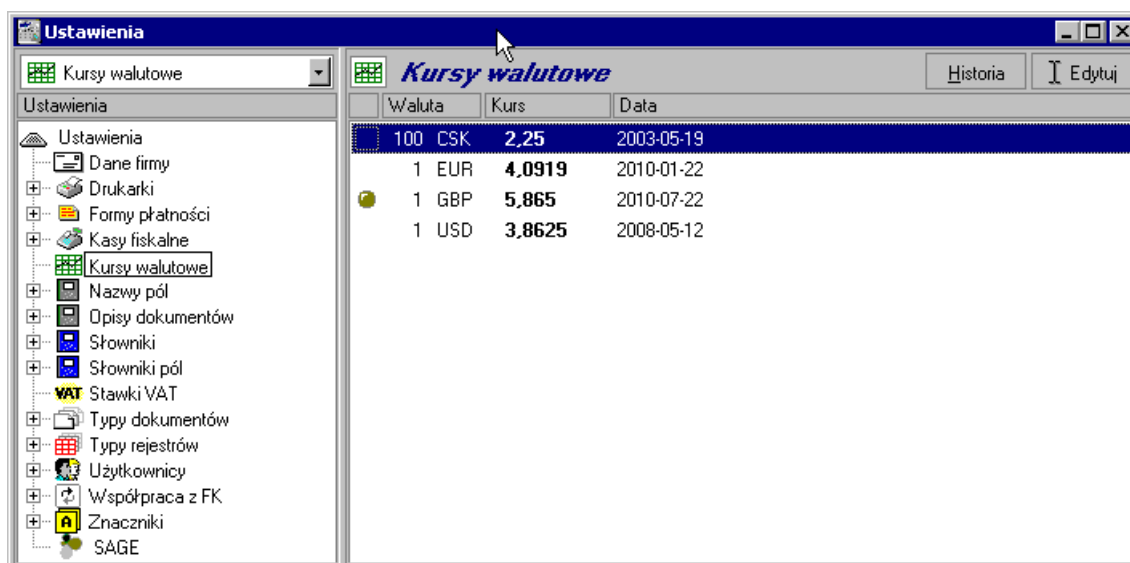 Ustawienia
Kursy walutowe
Kursy walutowe
Historia
Edytuj
Ustawienia
Waluta Kurs Data
Ustawienia
Dane firmy
Drukarki
Formy płatności
Kasy fiskalne
Kursy walutowe
Nazwy pól
Opisy dokumentów
Słowniki
Słowniki pól
VAT Stawki VAT
Typy dokumentów
Typy rejestrów
Użytkownicy
Współpraca z FK
A Znaczniki
SAGE
100 CSK 2,25 2003-05-19
1 EUR 4,0919 2010-01-22
1 GBP 5,865 2010-07-22
1 USD 3,8625 2008-05-12